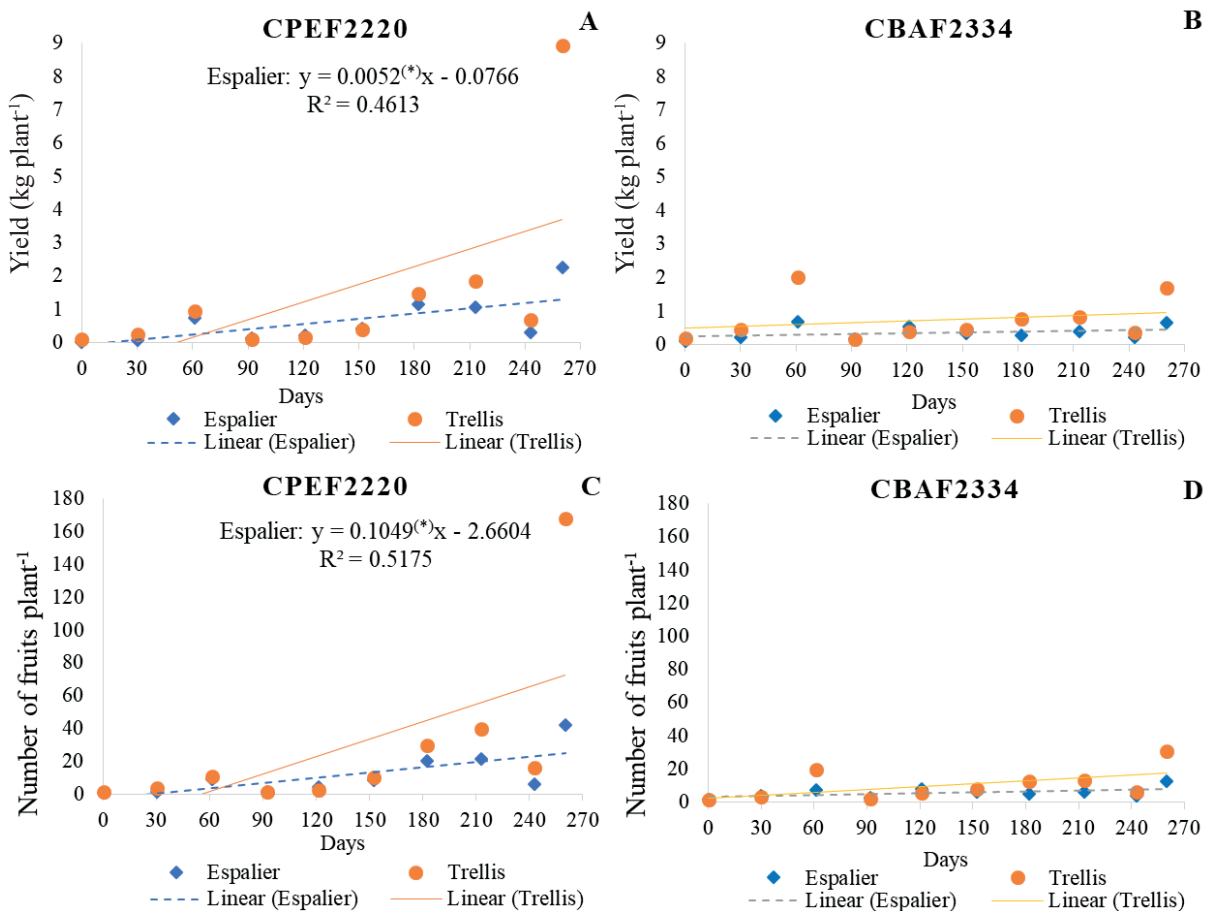 CPEF2220
A
Espalier: y = 0.0052(*)x - 0.0766
R² = 0.4613
Yield (kg plant⁻¹)
9
8
7
6
5
4
3
2
1
0
0 30 60 90 120 150 180 210 240 270
Days
Espalier Trellis
Linear (Espalier) Linear (Trellis)
CBAF2334
B
Yield (kg plant⁻¹)
9
8
7
6
5
4
3
2
1
0
0 30 60 90 120 150 180 210 240 270
Days
Espalier Trellis
Linear (Espalier) Linear (Trellis)
CPEF2220
C
Espalier: y = 0.1049(*)x - 2.6604
R² = 0.5175
Number of fruits plant⁻¹
180
160
140
120
100
80
60
40
20
0
0 30 60 90 120 150 180 210 240 270
Days
Espalier Trellis
Linear (Espalier) Linear (Trellis)
CBAF2334
D
Number of fruits plant⁻¹
180
160
140
120
100
80
60
40
20
0
0 30 60 90 120 150 180 210 240 270
Days
Espalier Trellis
Linear (Espalier) Linear (Trellis)